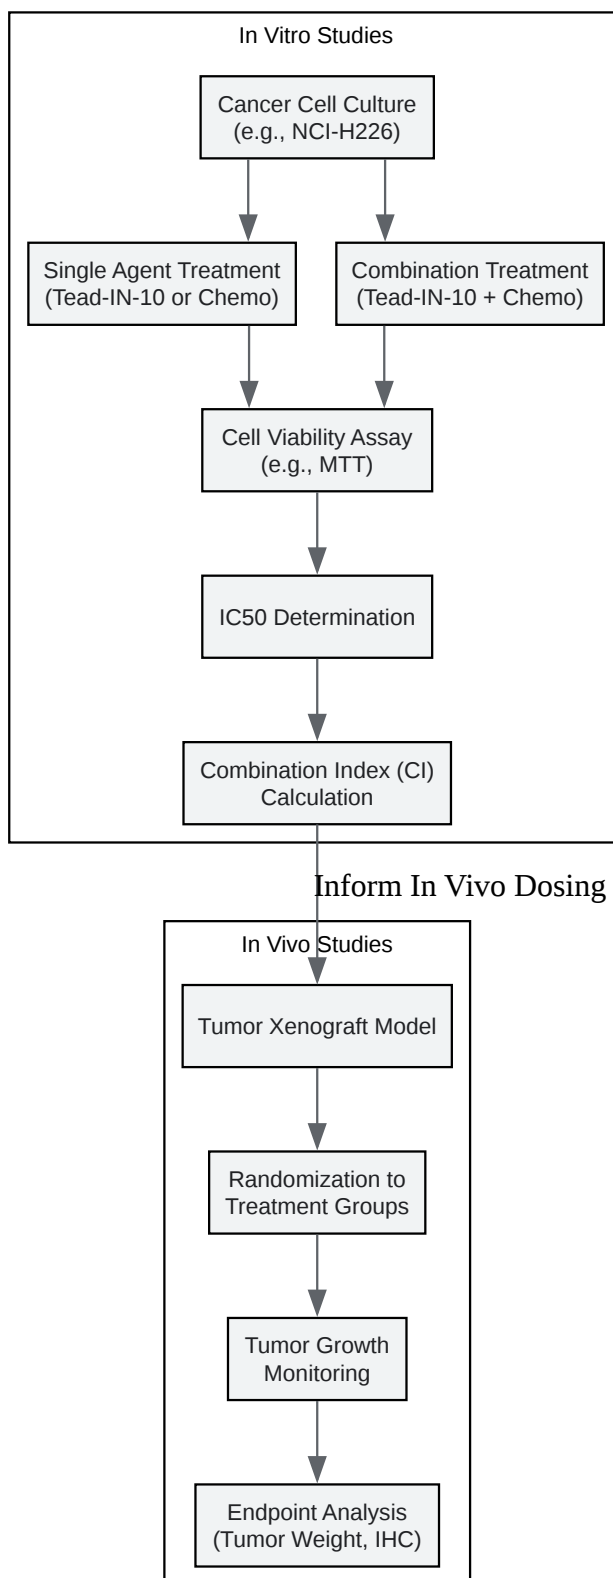 In Vitro Studies
Cancer Cell Culture
(e.g., NCI-H226)
Single Agent Treatment
(Tead-IN-10 or Chemo)
Combination Treatment
(Tead-IN-10 + Chemo)
Cell Viability Assay
(e.g., MTT)
IC50 Determination
Combination Index (CI)
Calculation
Inform In Vivo Dosing
In Vivo Studies
Tumor Xenograft Model
Randomization to
Treatment Groups
Tumor Growth
Monitoring
Endpoint Analysis
(Tumor Weight, IHC)